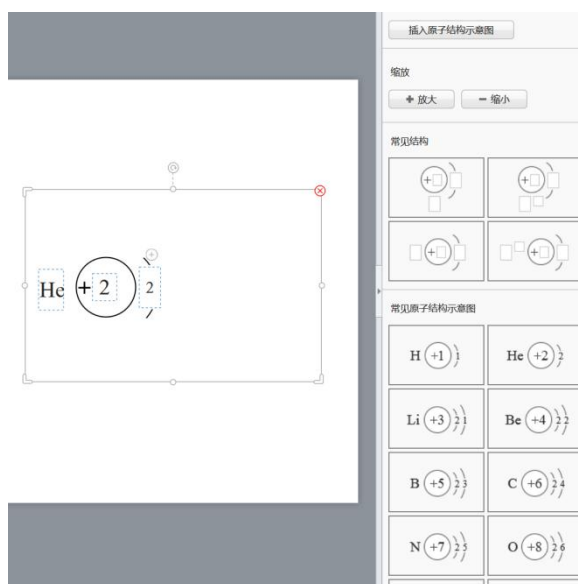 插入原子结构示意图
缩放
+ 放大
− 缩小
常见结构
+
+
+
+
He +2 2
常见原子结构示意图
H +1 1
He +2 2
Li +3 2 1
Be +4 2 2
B +5 2 3
C +6 2 4
N +7 2 5
O +8 2 6